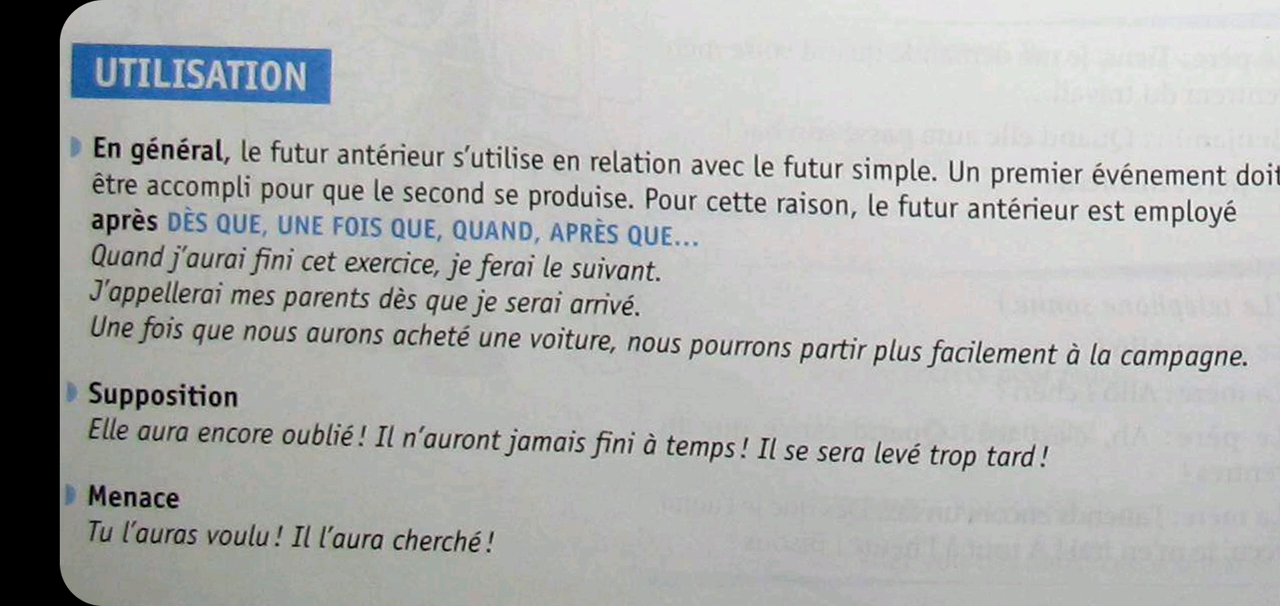 UTILISATION
En général, le futur antérieur s'utilise en relation avec le futur simple. Un premier événement doit
être accompli pour que le second se produise. Pour cette raison, le futur antérieur est employé
après DÈS QUE, UNE FOIS QUE, QUAND, APRÈS QUE...
Quand j'aurai fini cet exercice, je ferai le suivant.
J'appellerai mes parents dès que je serai arrivé.
Une fois que nous aurons acheté une voiture, nous pourrons partir plus facilement à la campagne.
Supposition
Elle aura encore oublié ! Il n'auront jamais fini à temps ! Il se sera levé trop tard !
Menace
Tu l'auras voulu ! Il l'aura cherché !